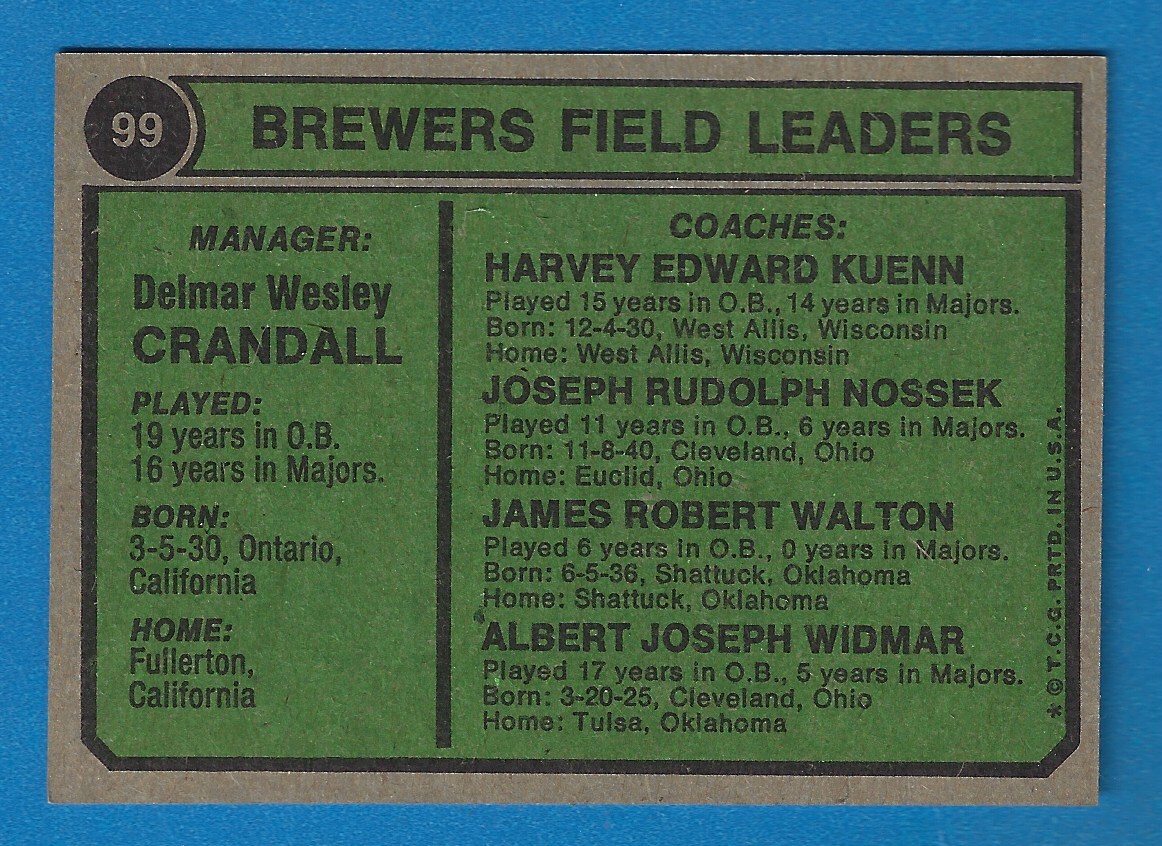 99
BREWERS FIELD LEADERS
MANAGER:
Delmar Wesley
CRANDALL
PLAYED:
19 years in O.B.
16 years in Majors.
BORN:
3-5-30, Ontario,
California
HOME:
Fullerton,
California
COACHES:
HARVEY EDWARD KUENN
Played 15 years in O.B., 14 years in Majors.
Born: 12-4-30, West Allis, Wisconsin
Home: West Allis, Wisconsin
JOSEPH RUDOLPH NOSSEK
Played 11 years in O.B., 6 years in Majors.
Born: 11-8-40, Cleveland, Ohio
Home: Euclid, Ohio
JAMES ROBERT WALTON
Played 6 years in O.B., 0 years in Majors.
Born: 6-5-36, Shattuck, Oklahoma
Home: Shattuck, Oklahoma
ALBERT JOSEPH WIDMAR
Played 17 years in O.B., 5 years in Majors.
Born: 3-20-25, Cleveland, Ohio
Home: Tulsa, Oklahoma
* © T.C.G. PRTD. IN U.S.A.